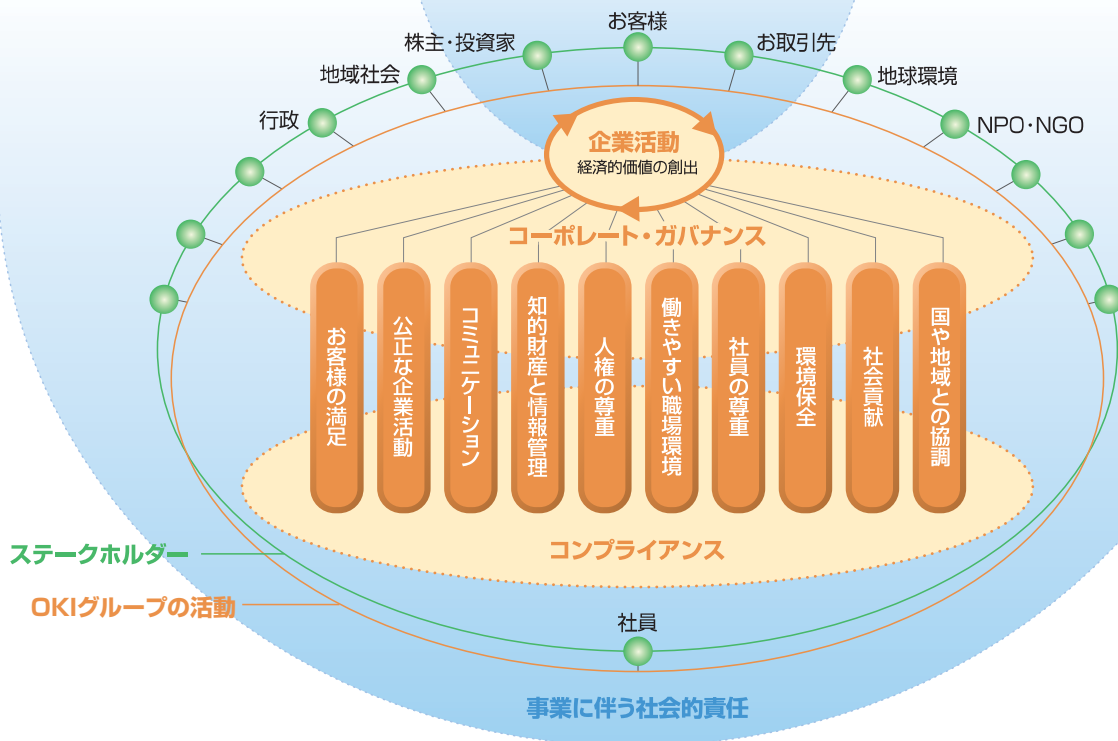 お客様
株主・投資家
お取引先
地域社会
地球環境
行政
NPO・NGO
企業活動
経済的価値の創出
コーポレート・ガバナンス
お客様の満足
公正な企業活動
コミュニケーション
知的財産と情報管理
人権の尊重
働きやすい職場環境
社員の尊重
環境保全
社会貢献
国や地域との協調
コンプライアンス
ステークホルダー
OKIグループの活動
社員
事業に伴う社会的責任